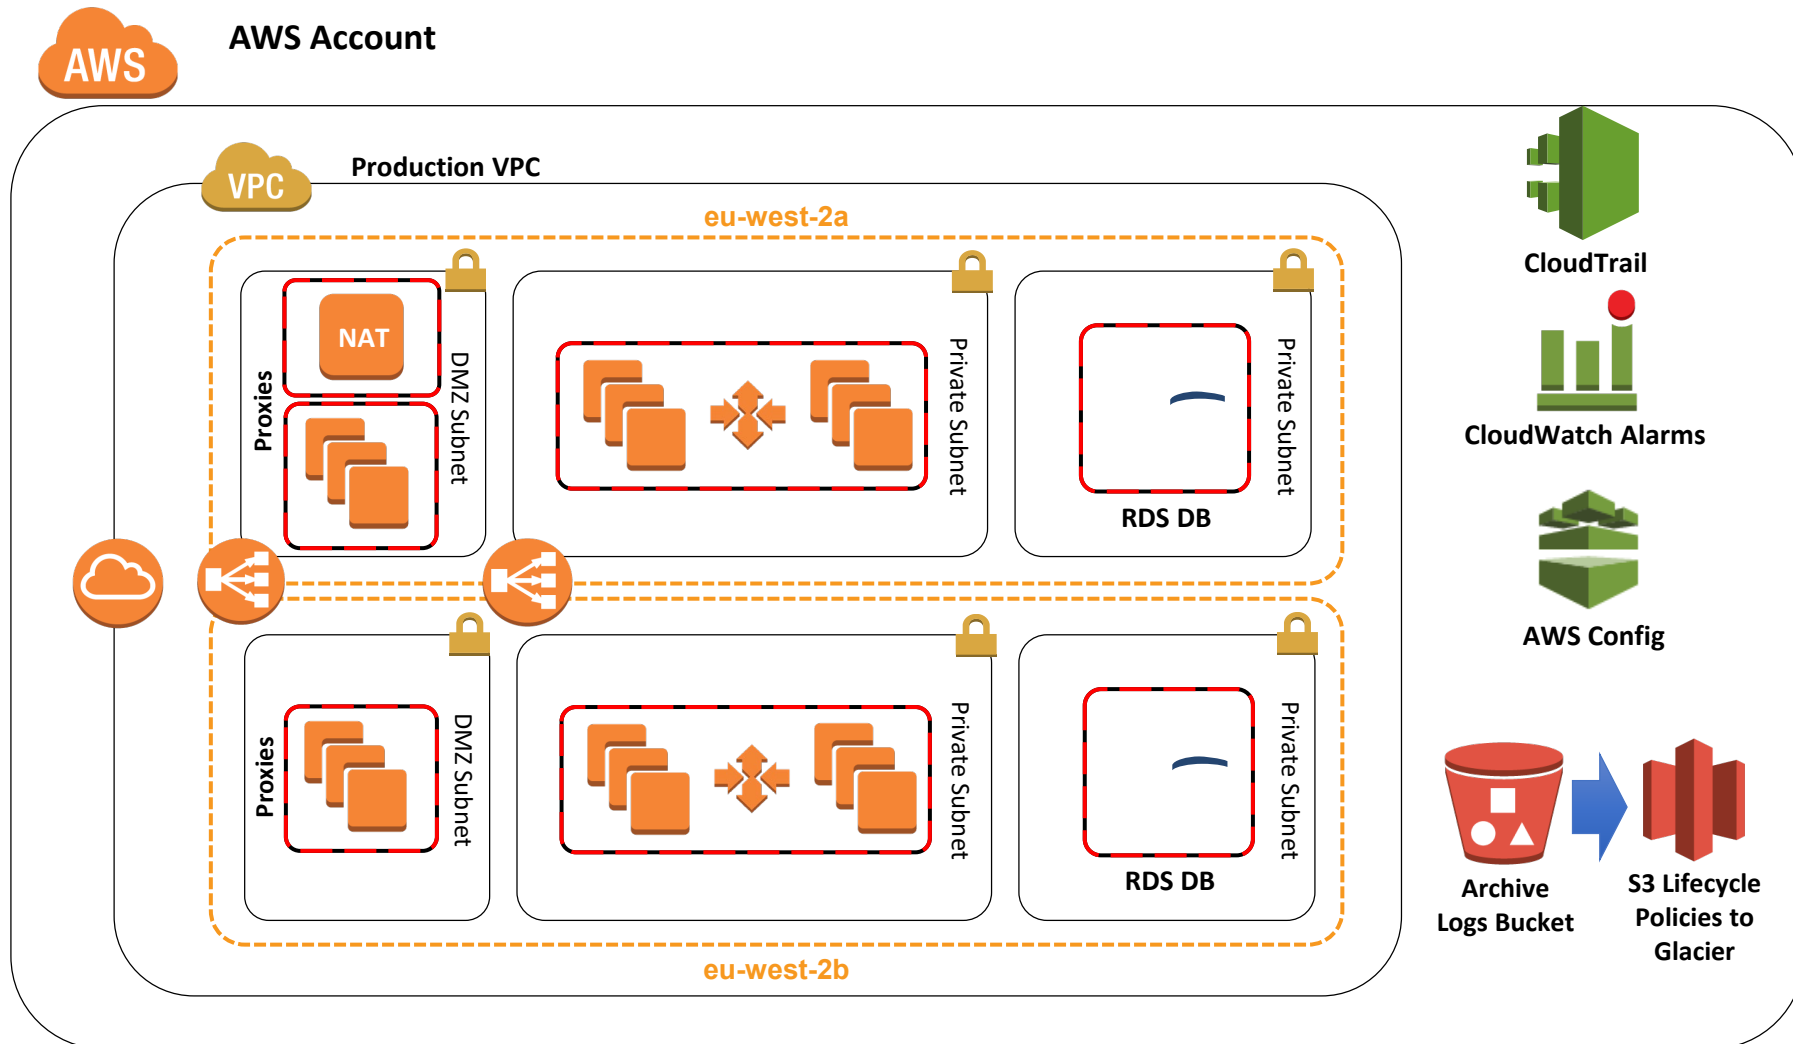 AWS
AWS Account
VPC
Production VPC
eu-west-2a
NAT
Proxies
DMZ Subnet
Private Subnet
RDS DB
Private Subnet
Proxies
DMZ Subnet
Private Subnet
RDS DB
Private Subnet
eu-west-2b
CloudTrail
CloudWatch Alarms
AWS Config
Archive
Logs Bucket
S3 Lifecycle
Policies to
Glacier